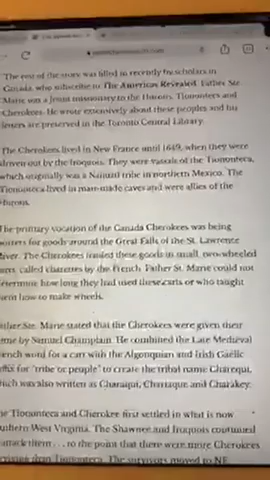 The rest of the story was filled in recently by scholars in
Canada, who subscribe to The Americas Revealed. Father Ste.
Marie was a Jesuit missionary to the Hurons, Tionontera and
Cherokees. He wrote extensively about these peoples and his
letters are preserved in the Toronto Central Library.
The Cherokees lived in New France until 1649, when they were
driven out by the Iroquois. They were vassals of the Tionontera,
which originally was a Nahuatl tribe in northern Mexico. The
Tionontera lived in man-made caves and were allies of the
Hurons.
The primary vocation of the Canada Cherokees was being
porters for goods around the Great Falls of the St. Lawrence
River. The Cherokees hauled these goods in small, two-wheeled
carts, called charettes by the French. Father St. Marie could not
determine how long they had used these carts or who taught
them how to make wheels.
Father Ste. Marie stated that the Cherokees were given their
name by Samuel Champlain. He combined the Late Medieval
French word for a cart with the Algonquian and Irish Gaelic
suffix for "tribe or people" to create the tribal name Charequi,
which was also written as Charaqui, Charaque and Charakey.
The Tionontera and Cherokee first settled in what is now
southern West Virginia. The Shawnee and Iroquois continued
attack them . . . to the point that there were more Cherokees
than Tionontera. The survivors moved to NE